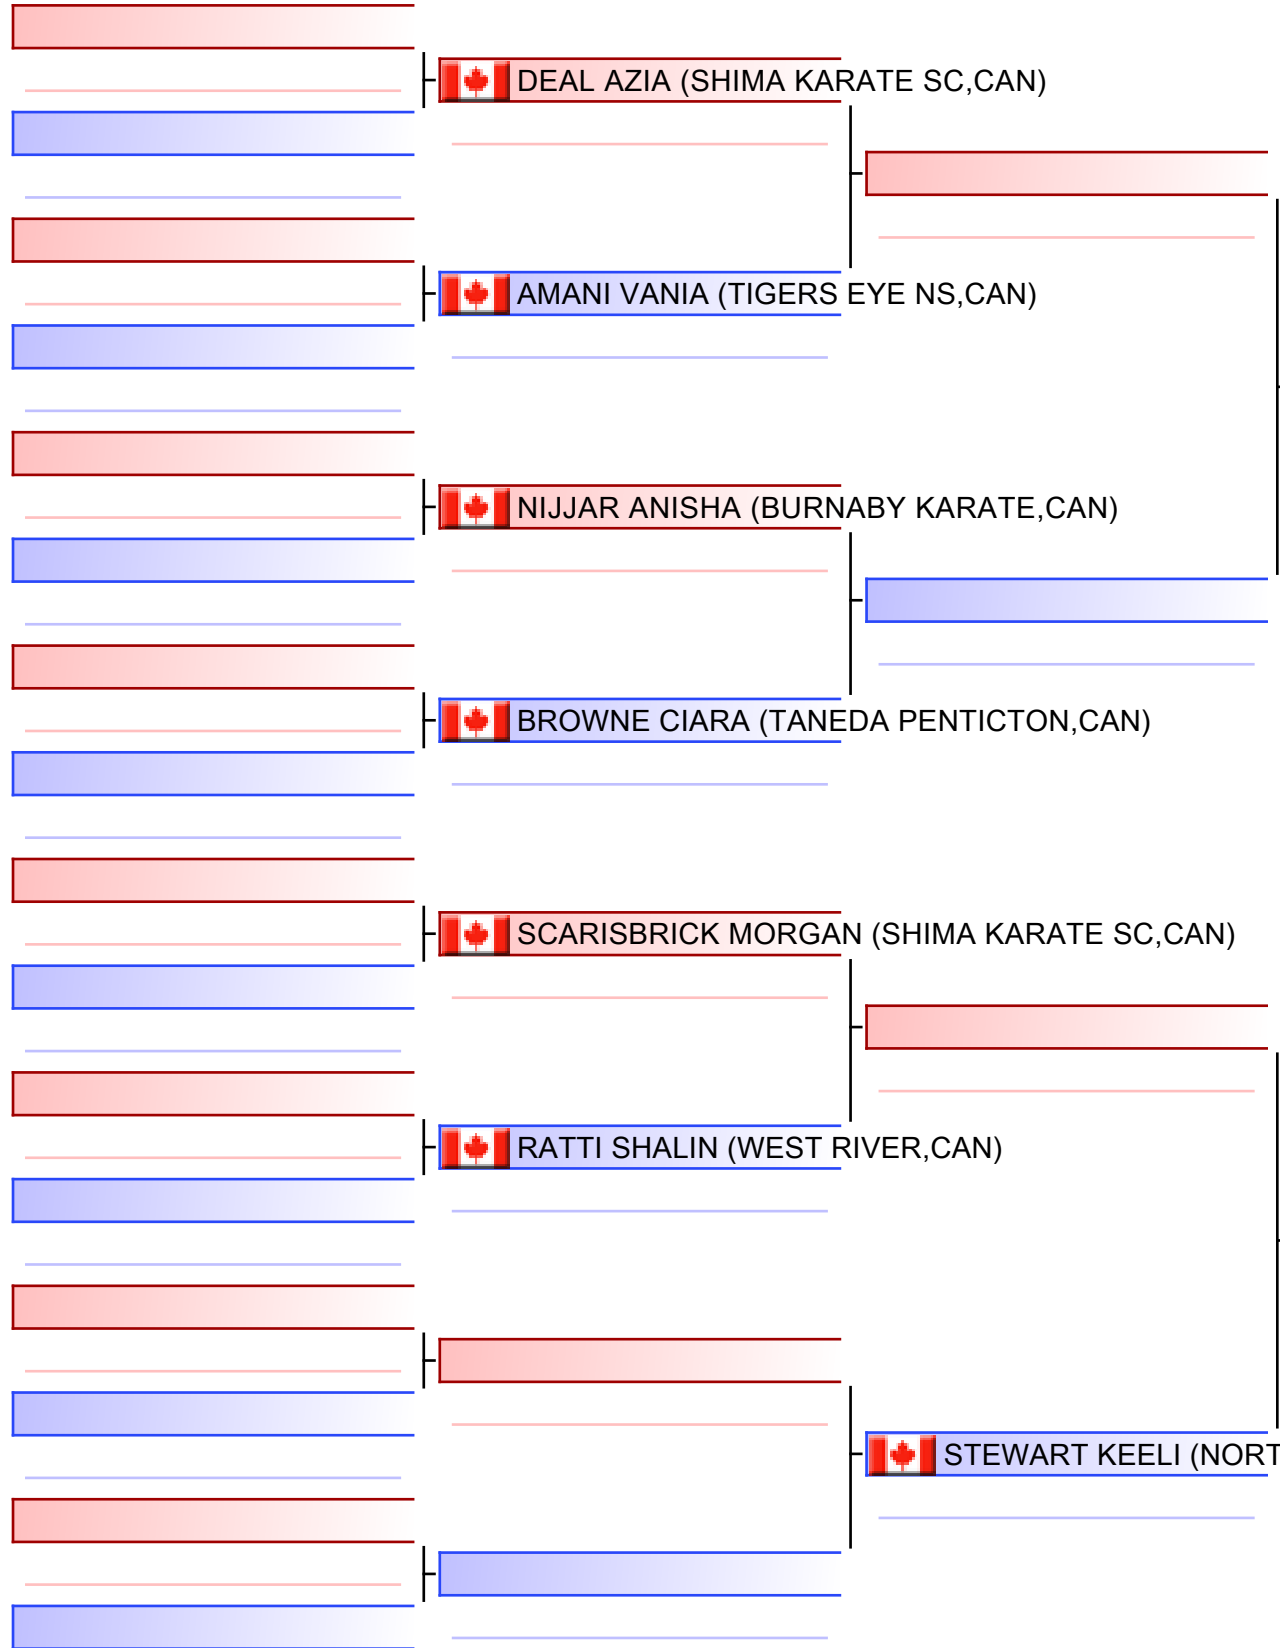 DEAL AZIA (SHIMA KARATE SC,CAN)
AMANI VANIA (TIGERS EYE NS,CAN)
NIJJAR ANISHA (BURNABY KARATE,CAN)
BROWNE CIARA (TANEDA PENTICTON,CAN)
SCARISBRICK MORGAN (SHIMA KARATE SC,CAN)
RATTI SHALIN (WEST RIVER,CAN)
STEWART KEELI (NORT